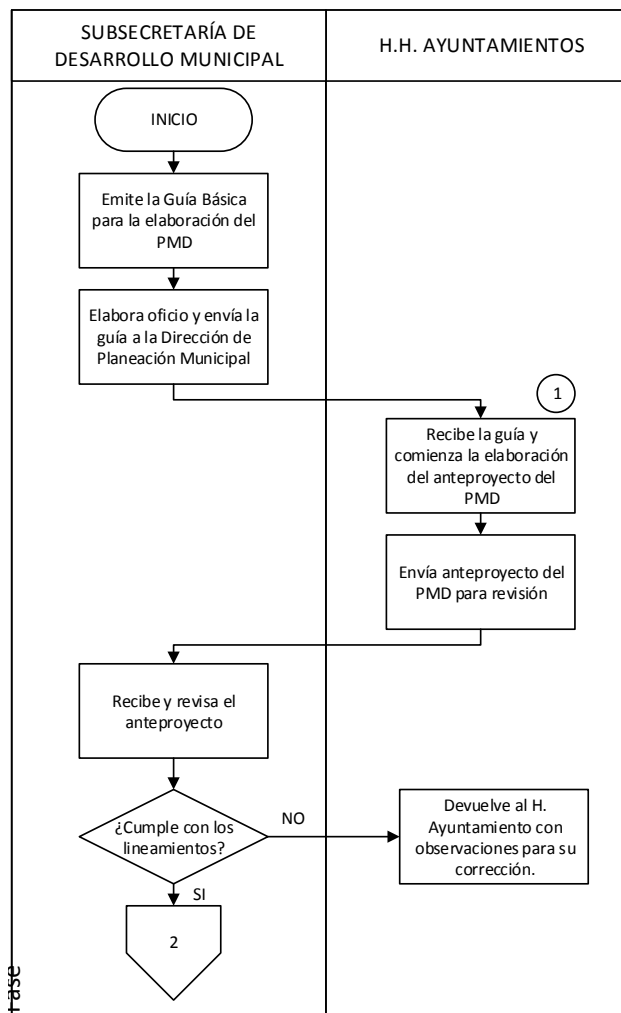 SUBSECRETARÍA DE
DESARROLLO MUNICIPAL
H.H. AYUNTAMIENTOS
INICIO
Emite la Guía Básica
para la elaboración del
PMD
Elabora oficio y envía la
guía a la Dirección de
Planeación Municipal
1
Recibe la guía y
comienza la elaboración
del anteproyecto del
PMD
Envía anteproyecto del
PMD para revisión
Recibe y revisa el
anteproyecto
¿Cumple con los
lineamientos?
NO
Devuelve al H.
Ayuntamiento con
observaciones para su
corrección.
SI
2
Fase